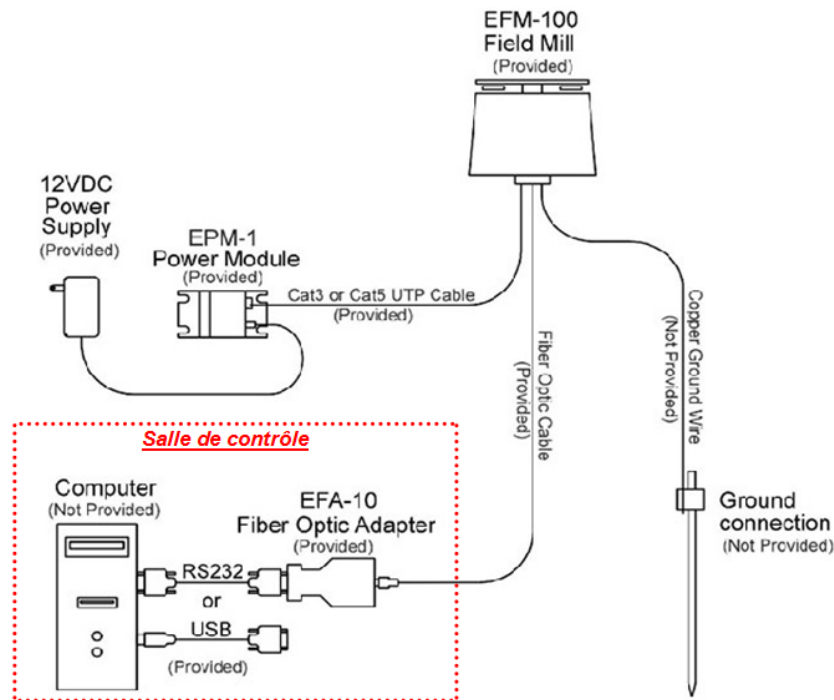 EFM-100
Field Mill
(Provided)
12VDC
Power
Supply
(Provided)
EPM-1
Power Module
(Provided)
Cat3 or Cat5 UTP Cable
(Provided)
Fiber Optic Cable
(Provided)
Copper Ground Wire
(Not Provided)
Salle de contrôle
Computer
(Not Provided)
EFA-10
Fiber Optic Adapter
(Provided)
RS232
or
USB
(Provided)
Ground
connection
(Not Provided)